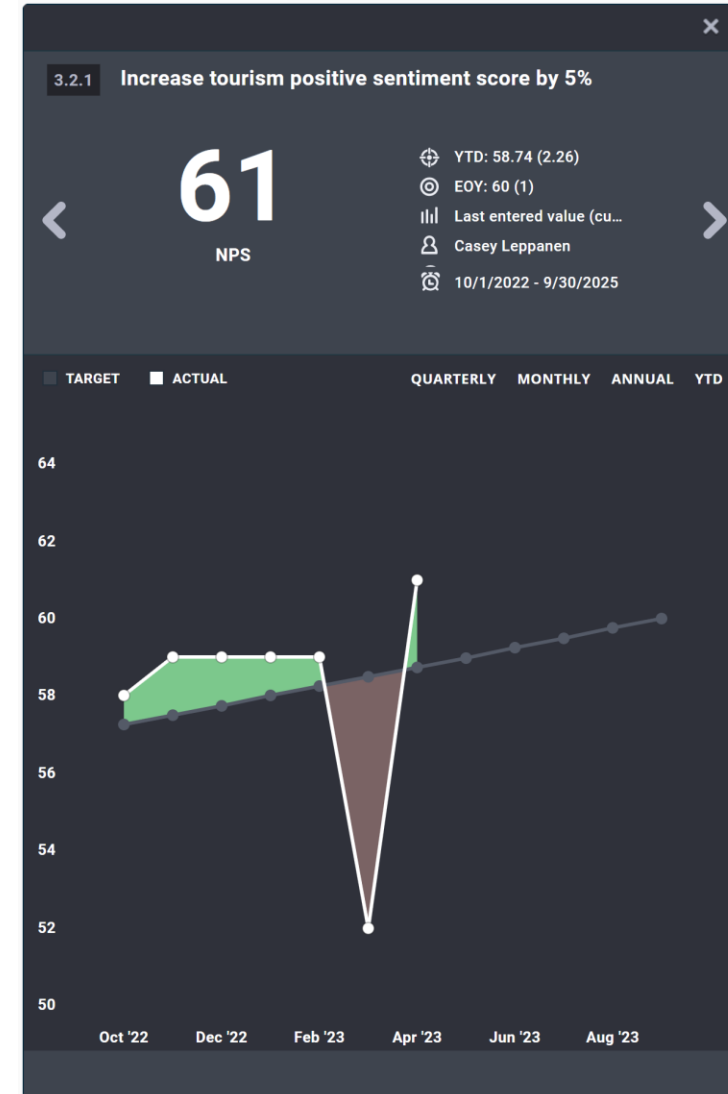 3.2.1 Increase tourism positive sentiment score by 5%
61
NPS
YTD: 58.74 (2.26)
EOY: 60 (1)
Last entered value (cu...
Casey Leppanen
10/1/2022 - 9/30/2025
TARGET ACTUAL QUARTERLY MONTHLY ANNUAL YTD
64
62
60
58
56
54
52
50
Oct '22 Dec '22 Feb '23 Apr '23 Jun '23 Aug '23